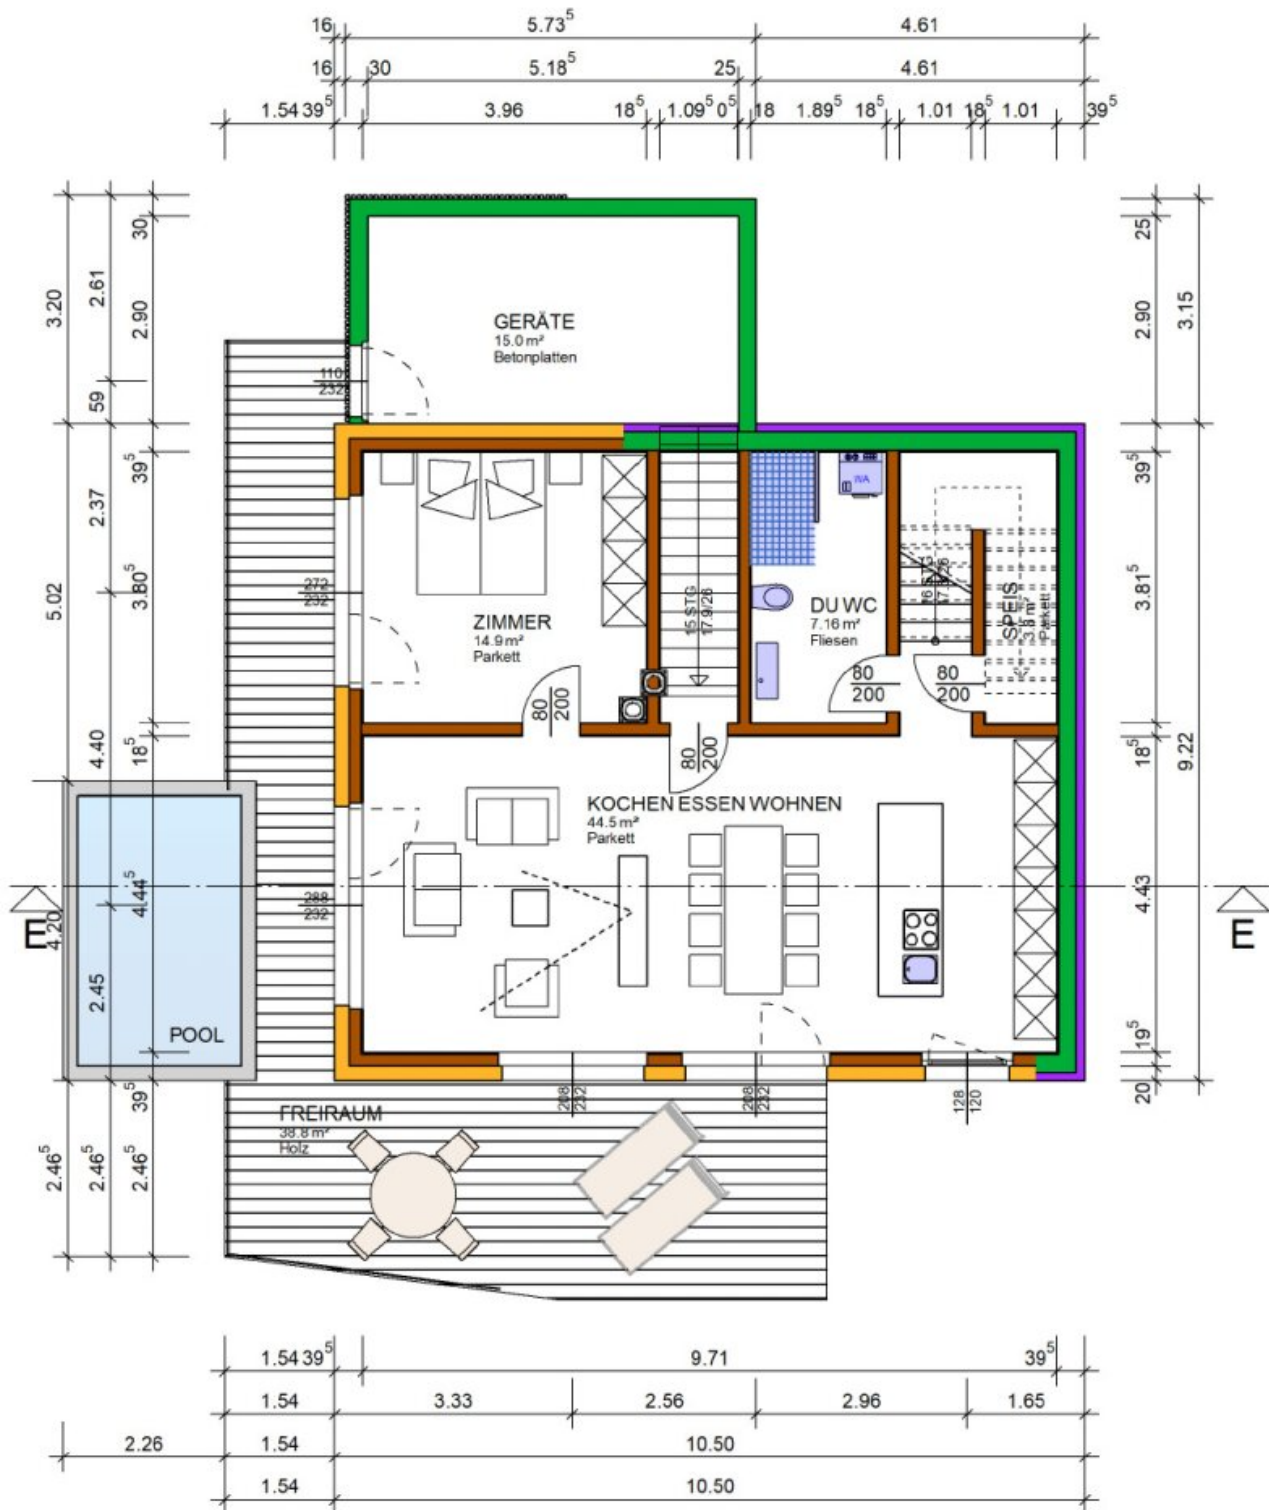 16 5.73⁵ 4.61
16 30 5.18⁵ 25 4.61
1.54 39⁵ 3.96 18⁵ 1.09⁵ 0⁵ 18 1.89⁵ 18⁵ 1.01 18⁵ 1.01 39⁵
3.20
5.02
4.20
2.46⁵
2.61
59
2.37
4.40
2.45
2.46⁵
30
2.90
39⁵
3.80⁵
18⁵
4.44⁵
39⁵
2.46⁵
GERÄTE
15.0 m²
Betonplatten
110
232
272
232
ZIMMER
14.9 m²
Parkett
80
200
15 STG
17.9/26
80
200
WA
DU WC
7.16 m²
Fliesen
80
200
80
200
SPEIS
Parkett
KOCHEN ESSEN WOHNEN
44.5 m²
Parkett
288
232
E
E
POOL
208
232
208
232
128
120
FREIRAUM
38.8 m²
Holz
25
2.90
39⁵
3.81⁵
18⁵
4.43
19⁵
20
3.15
9.22
1.54 39⁵ 9.71 39⁵
1.54 3.33 2.56 2.96 1.65
2.26 1.54 10.50
1.54 10.50